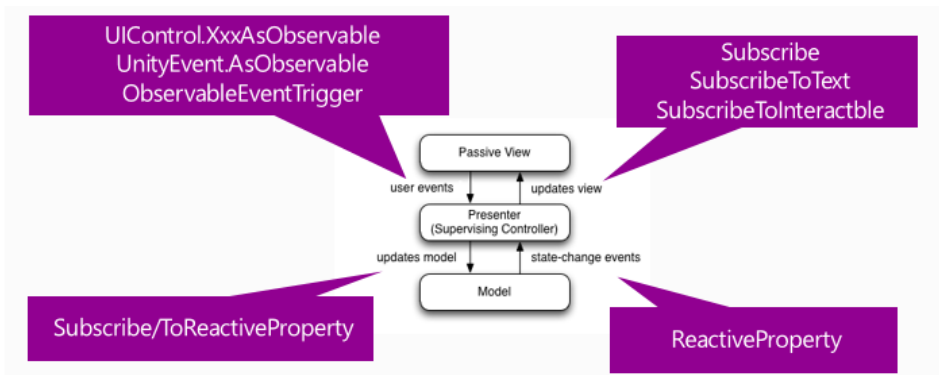 UIControl.XxxAsObservable
UnityEvent.AsObservable
ObservableEventTrigger
Subscribe
SubscribeToText
SubscribeToInteractble
Passive View
user events
updates view
Presenter
(Supervising Controller)
updates model
state-change events
Model
Subscribe/ToReactiveProperty
ReactiveProperty